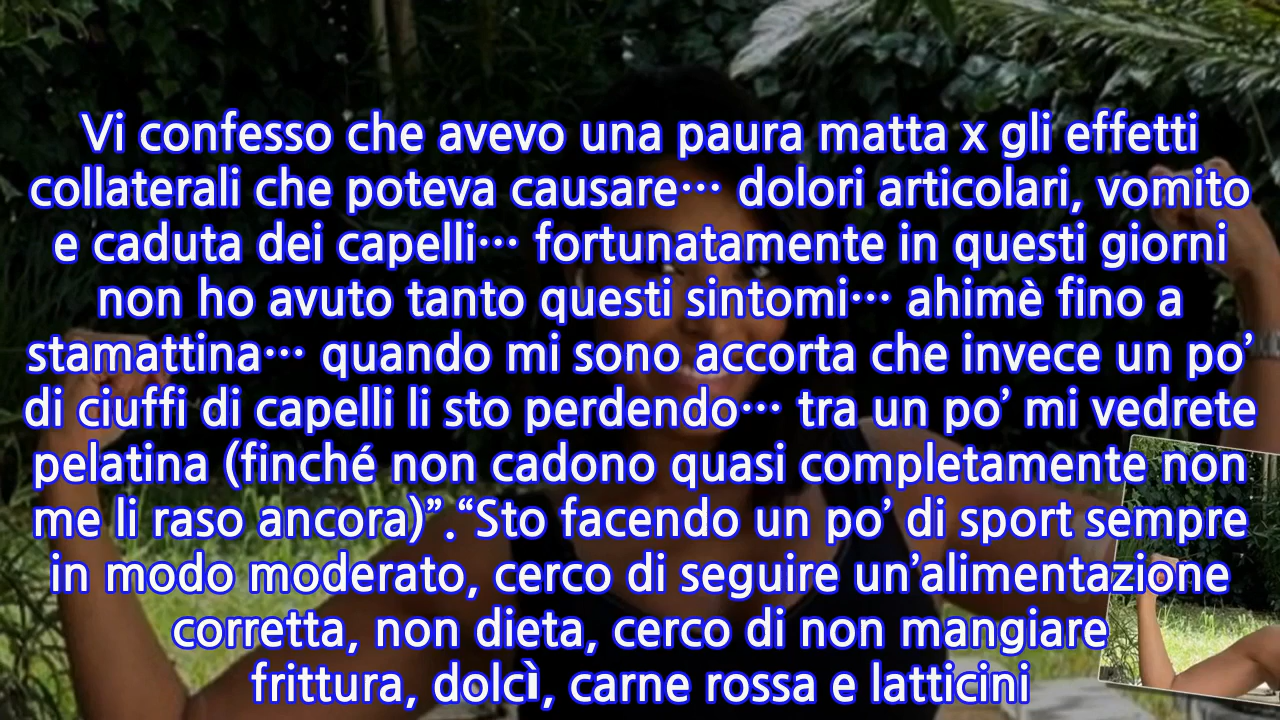 Vi confesso che avevo una paura matta x gli effetti
collaterali che poteva causare… dolori articolari, vomito
e caduta dei capelli… fortunatamente in questi giorni
non ho avuto tanto questi sintomi… ahimè fino a
stamattina… quando mi sono accorta che invece un po’
di ciuffi di capelli li sto perdendo… tra un po’ mi vedrete
pelatina (finché non cadono quasi completamente non
me li raso ancora)”.“Sto facendo un po’ di sport sempre
in modo moderato, cerco di seguire un’alimentazione
corretta, non dieta, cerco di non mangiare
frittura, dolcì, carne rossa e latticini